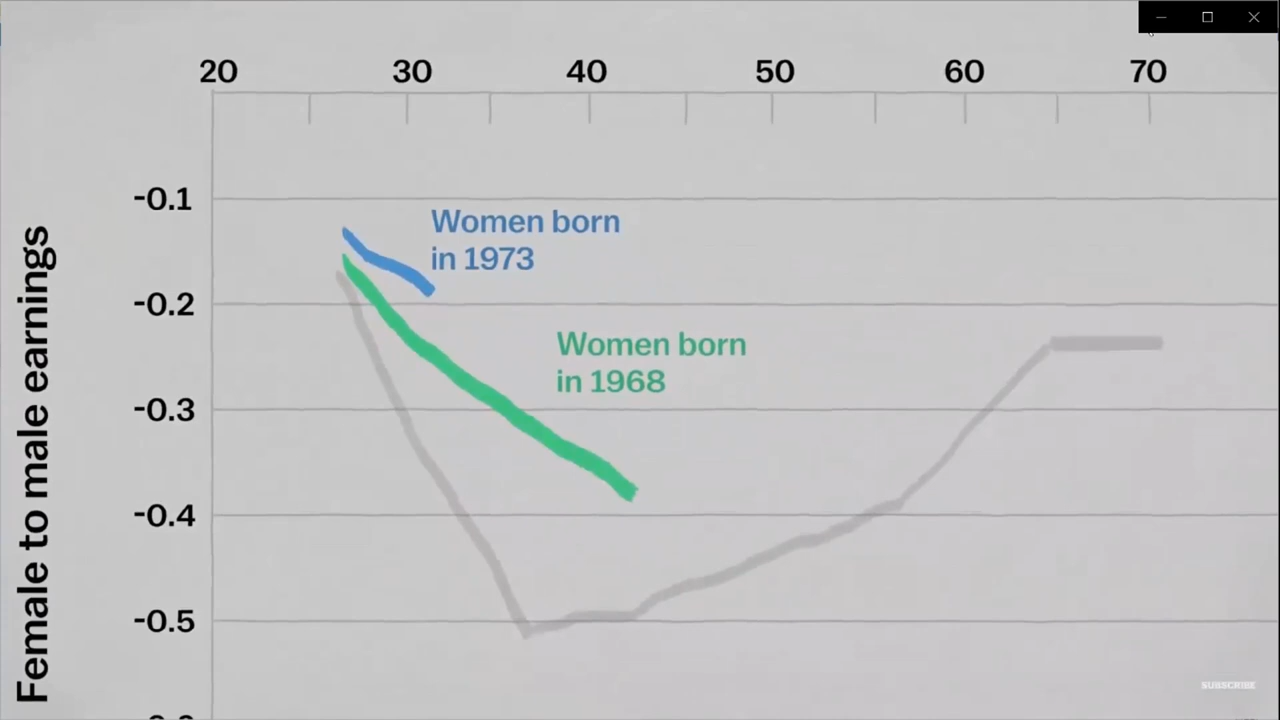 20 30 40 50 60 70
-0.1
-0.2
-0.3
-0.4
-0.5
Female to male earnings
Women born
in 1973
Women born
in 1968
SUBSCRIBE